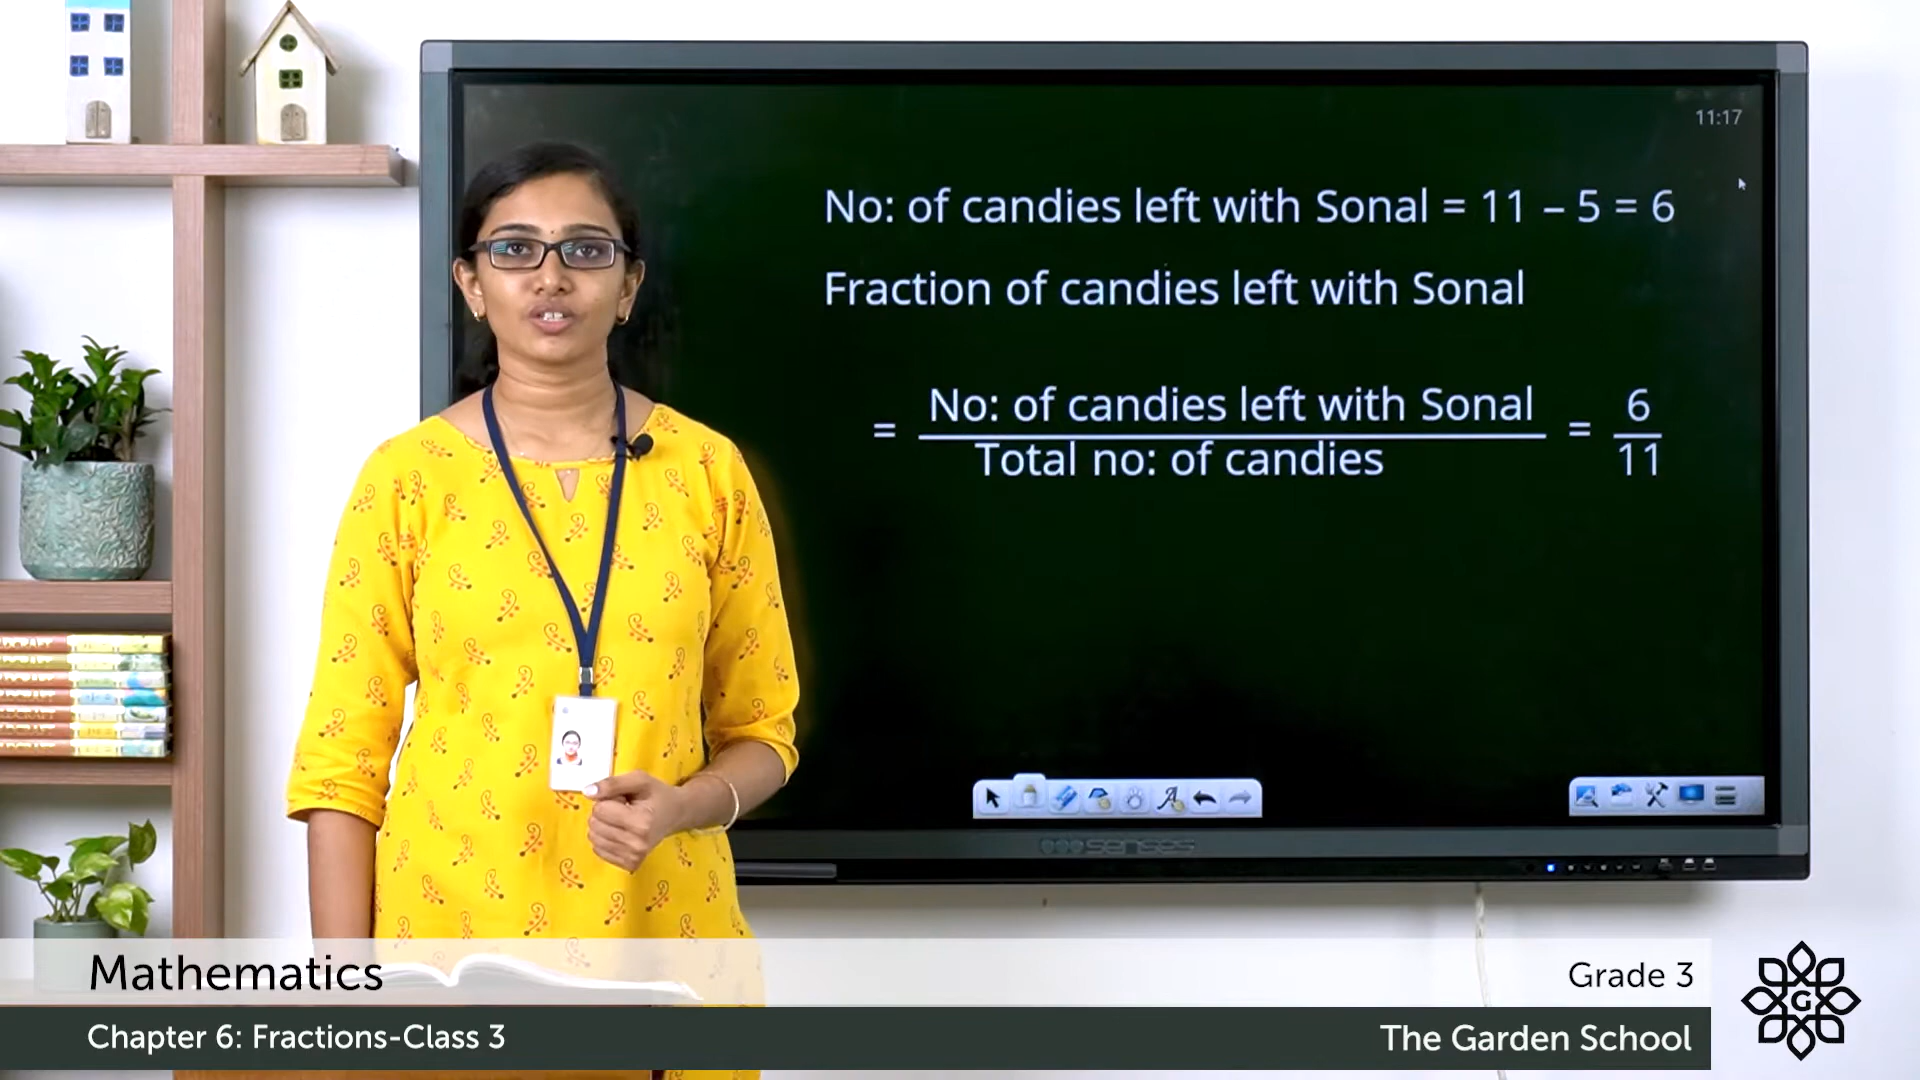 11:17
No: of candies left with Sonal = 11 – 5 = 6
Fraction of candies left with Sonal
= No: of candies left with Sonal / Total no: of candies = 6/11
senses
Mathematics
Grade 3
Chapter 6: Fractions-Class 3
The Garden School
G